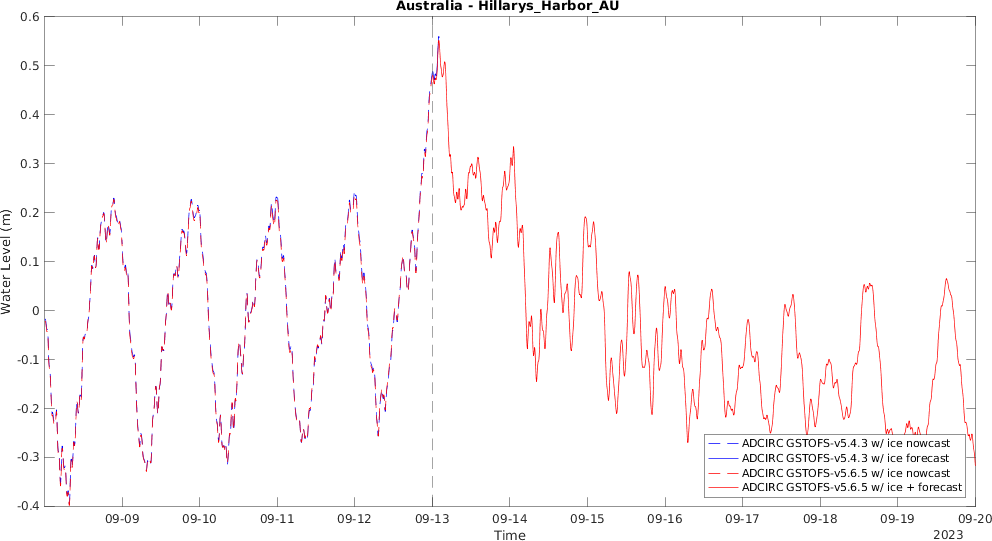 Australia - Hillarys_Harbor_AU
Water Level (m)
0.6
0.5
0.4
0.3
0.2
0.1
0
-0.1
-0.2
-0.3
-0.4
ADCIRC GSTOFS-v5.4.3 w/ ice nowcast
ADCIRC GSTOFS-v5.4.3 w/ ice forecast
ADCIRC GSTOFS-v5.6.5 w/ ice nowcast
ADCIRC GSTOFS-v5.6.5 w/ ice + forecast
09-09 09-10 09-11 09-12 09-13 09-14 09-15 09-16 09-17 09-18 09-19 09-20
Time
2023